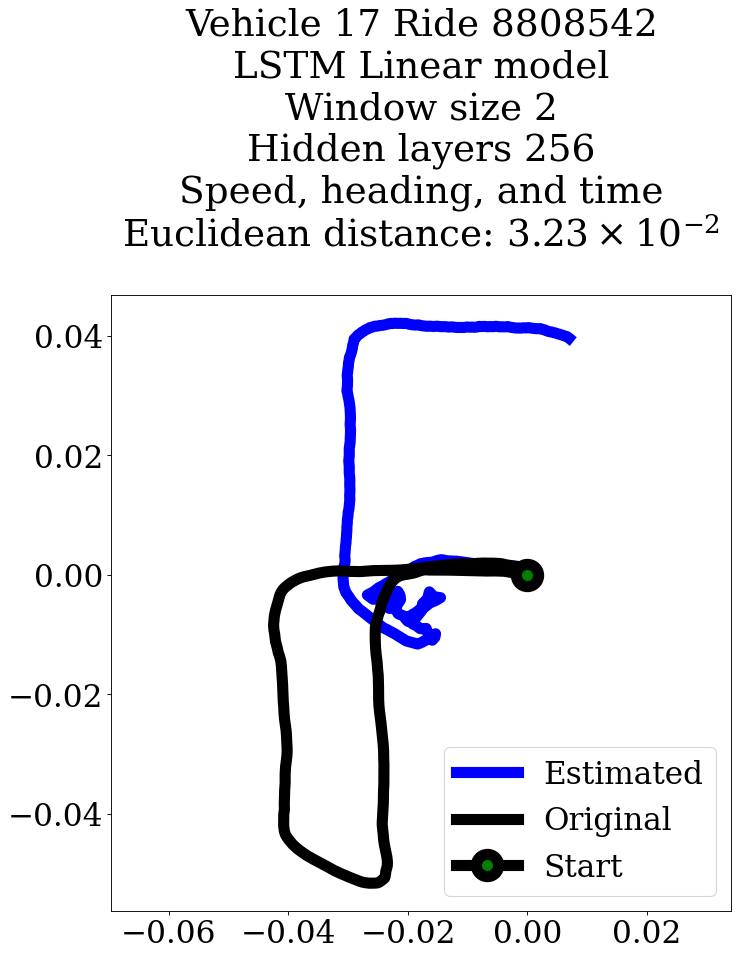 Vehicle 17 Ride 8808542
LSTM Linear model
Window size 2
Hidden layers 256
Speed, heading, and time
Euclidean distance: 3.23 × 10⁻²
0.04
0.02
0.00
−0.02
−0.04
Estimated
Original
Start
−0.06 −0.04 −0.02 0.00 0.02